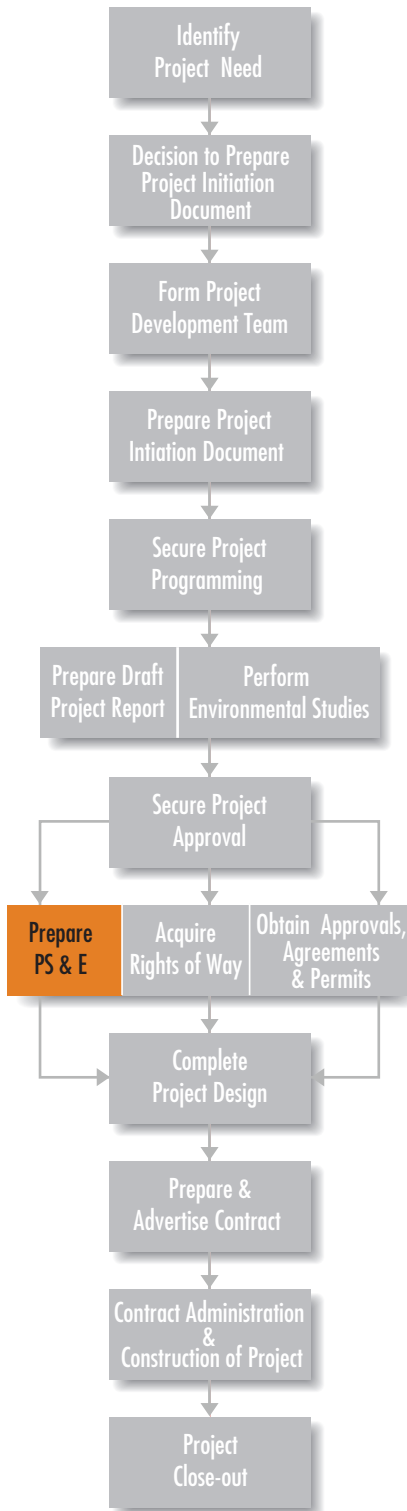 Identify
Project Need
Decision to Prepare
Project Initiation
Document
Form Project
Development Team
Prepare Project
Intiation Document
Secure Project
Programming
Prepare Draft
Project Report
Perform
Environmental Studies
Secure Project
Approval
Prepare
PS & E
Acquire
Rights of Way
Obtain Approvals,
Agreements
& Permits
Complete
Project Design
Prepare &
Advertise Contract
Contract Administration
&
Construction of Project
Project
Close-out